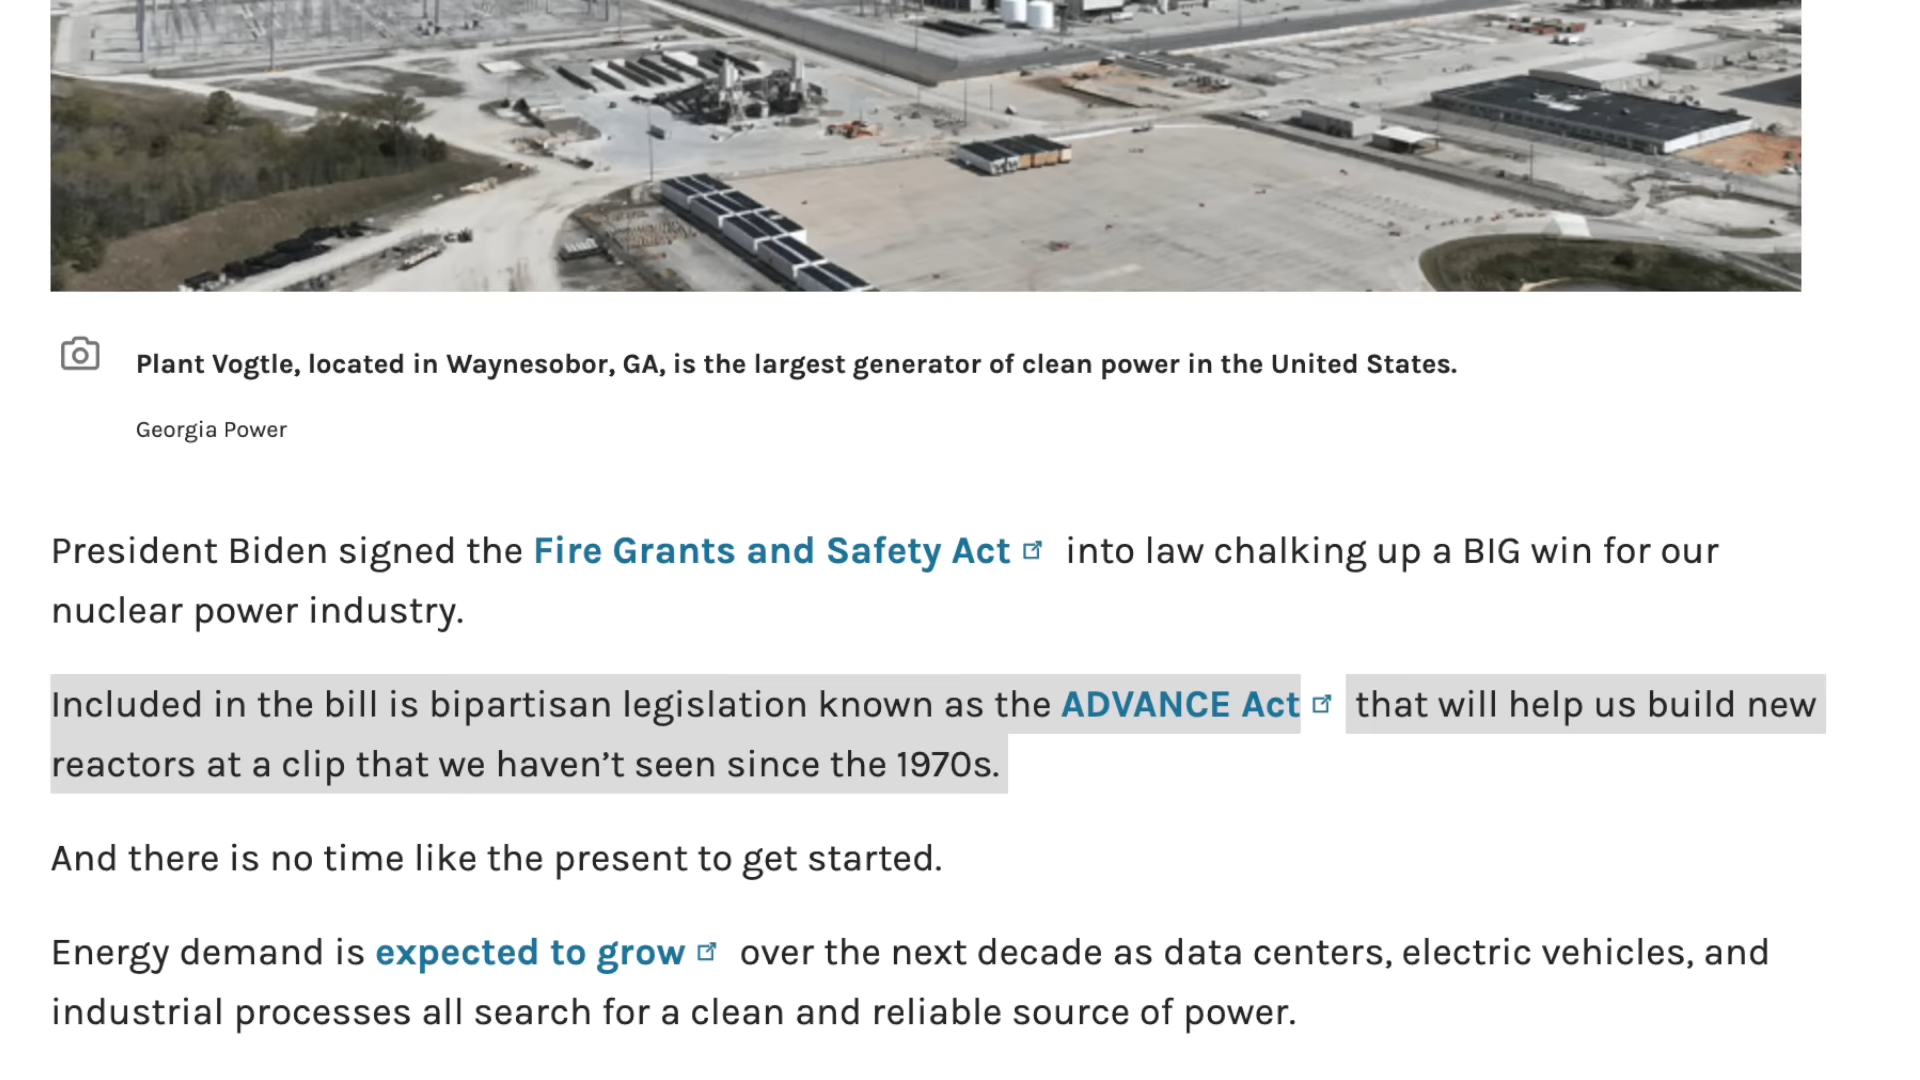 Plant Vogtle, located in Waynesobor, GA, is the largest generator of clean power in the United States.
Georgia Power
President Biden signed the Fire Grants and Safety Act into law chalking up a BIG win for our
nuclear power industry.
Included in the bill is bipartisan legislation known as the ADVANCE Act that will help us build new
reactors at a clip that we haven’t seen since the 1970s.
And there is no time like the present to get started.
Energy demand is expected to grow over the next decade as data centers, electric vehicles, and
industrial processes all search for a clean and reliable source of power.